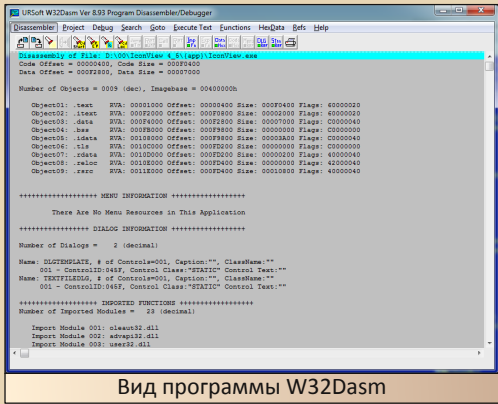 URSoft W32Dasm Ver 8.93 Program Disassembler/Debugger
Disassembler Project Debug Search Goto Execute Text Functions HexData Refs Help
Disassembly of File: D:\00\IconView 4_5\{app}\IconView.exe
Code Offset = 00000400, Code Size = 000F0400
Data Offset = 000F2800, Data Size = 00007000
Number of Objects = 0009 (dec), Imagebase = 00400000h
Object01: .text RVA: 00001000 Offset: 00000400 Size: 000F0400 Flags: 60000020
Object02: .itext RVA: 000F2000 Offset: 000F0800 Size: 00002000 Flags: 60000020
Object03: .data RVA: 000F4000 Offset: 000F2800 Size: 00007000 Flags: C0000040
Object04: .bss RVA: 000FB000 Offset: 000F9800 Size: 00000000 Flags: C0000000
Object05: .idata RVA: 00108000 Offset: 000F9800 Size: 00003A00 Flags: C0000040
Object06: .tls RVA: 0010C000 Offset: 000FD200 Size: 00000000 Flags: C0000000
Object07: .rdata RVA: 0010D000 Offset: 000FD200 Size: 00000200 Flags: 40000040
Object08: .reloc RVA: 0010E000 Offset: 000FD400 Size: 00000000 Flags: 42000040
Object09: .rsrc RVA: 0011E000 Offset: 000FD400 Size: 00010800 Flags: 40000040
+++++++++++++++++++ MENU INFORMATION ++++++++++++++++++
There Are No Menu Resources in This Application
+++++++++++++++++ DIALOG INFORMATION ++++++++++++++++++
Number of Dialogs = 2 (decimal)
Name: DLGTEMPLATE, # of Controls=001, Caption:"", ClassName:""
001 - ControlID:045F, Control Class:"STATIC" Control Text:""
Name: TEXTFILEDLG, # of Controls=001, Caption:"", ClassName:""
001 - ControlID:045F, Control Class:"STATIC" Control Text:""
+++++++++++++++++++ IMPORTED FUNCTIONS ++++++++++++++++++
Number of Imported Modules = 23 (decimal)
Import Module 001: oleaut32.dll
Import Module 002: advapi32.dll
Import Module 003: user32.dll
Вид программы W32Dasm